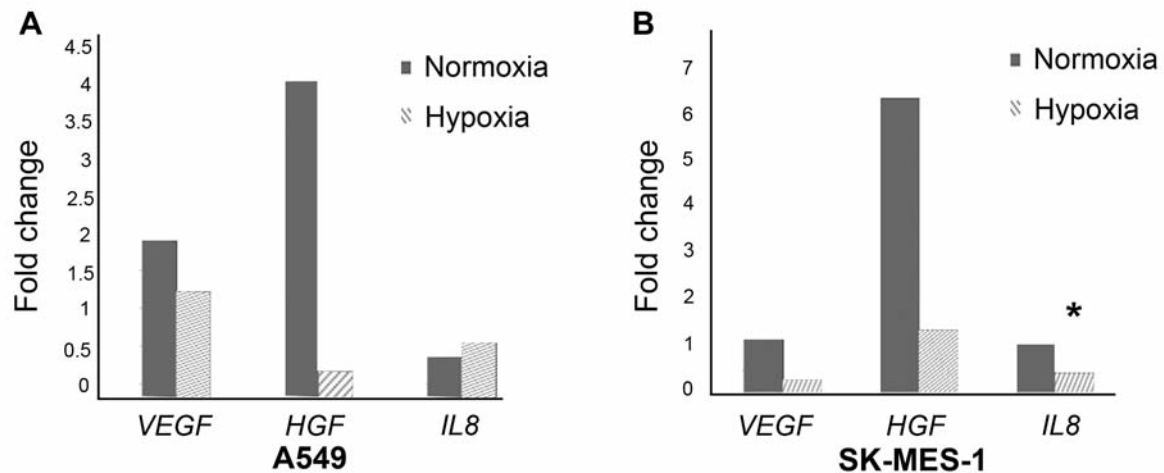 A
4.5
4
3.5
3
2.5
2
1.5
1
0.5
0
Fold change
Normoxia
Hypoxia
VEGF HGF IL8
A549
B
7
6
5
4
3
2
1
0
Fold change
Normoxia
Hypoxia
*
VEGF HGF IL8
SK-MES-1